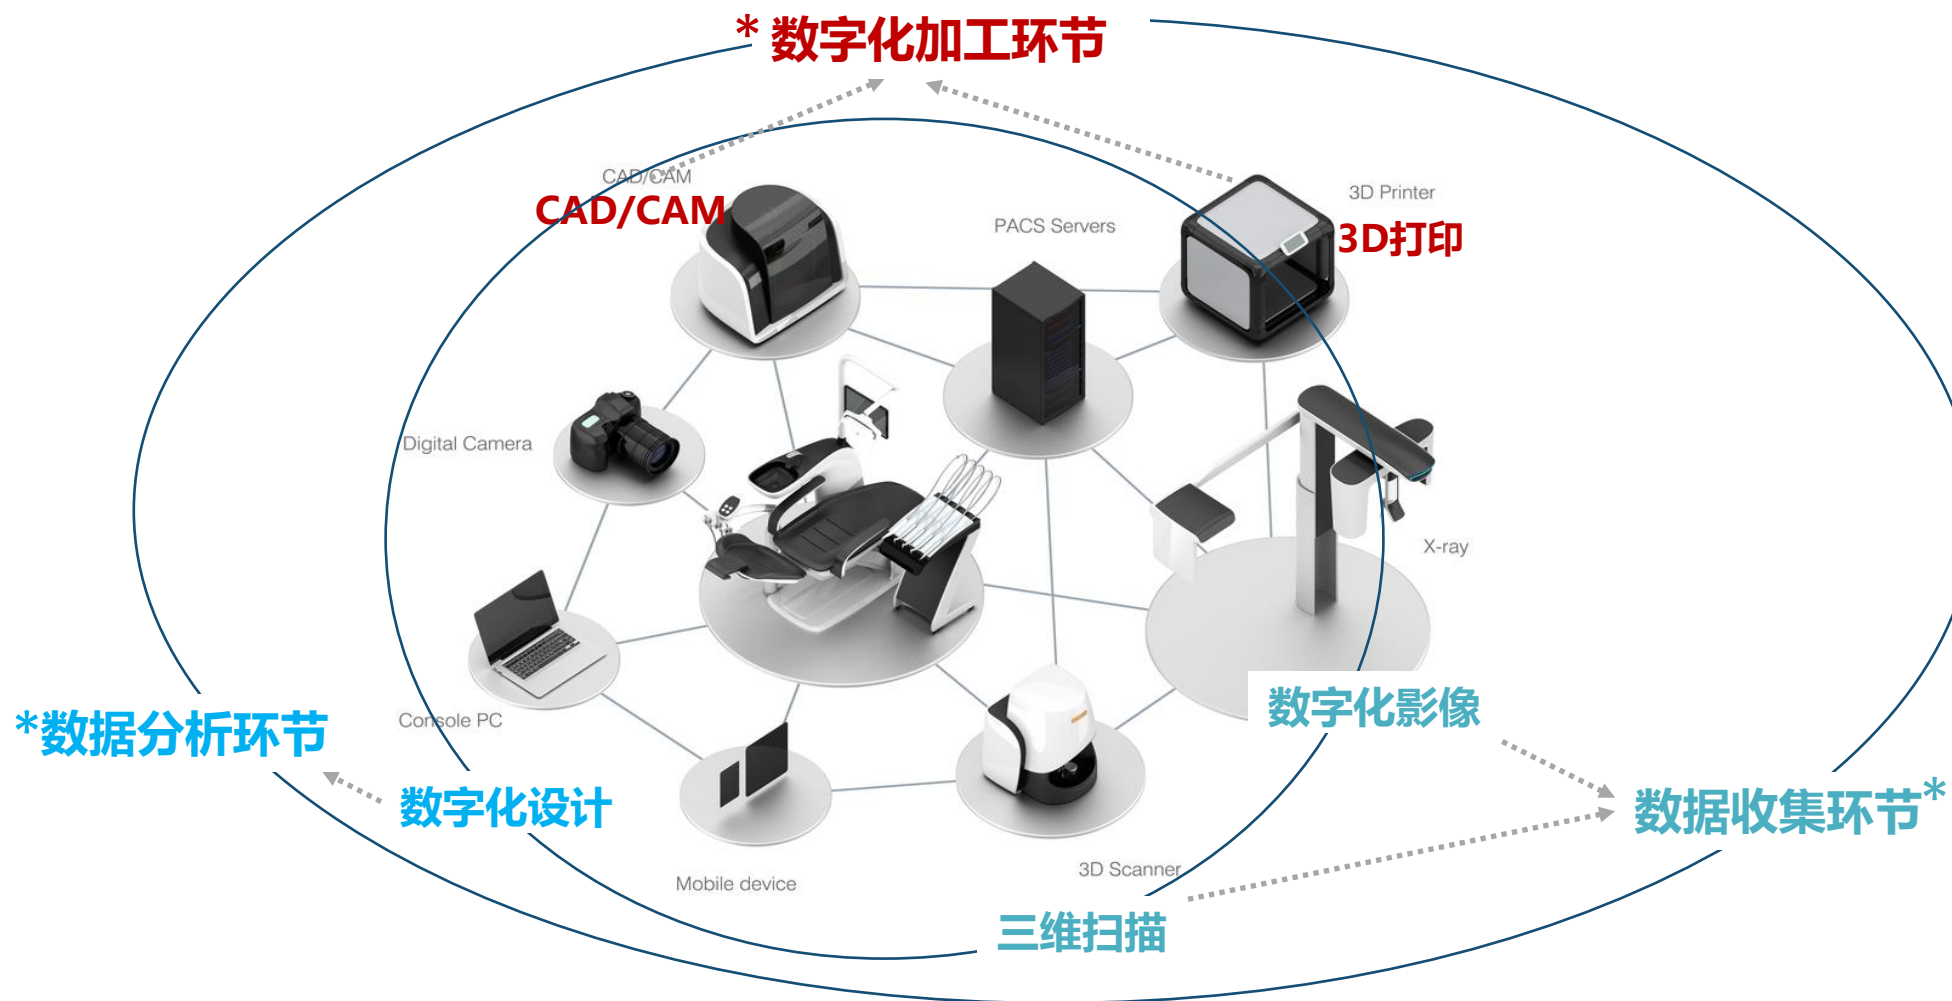 * 数字化加工环节
CAD/CAM
CAD/CAM
3D Printer
3D打印
PACS Servers
Digital Camera
X-ray
数字化影像
Console PC
*数据分析环节
数字化设计
数据收集环节*
Mobile device
3D Scanner
三维扫描